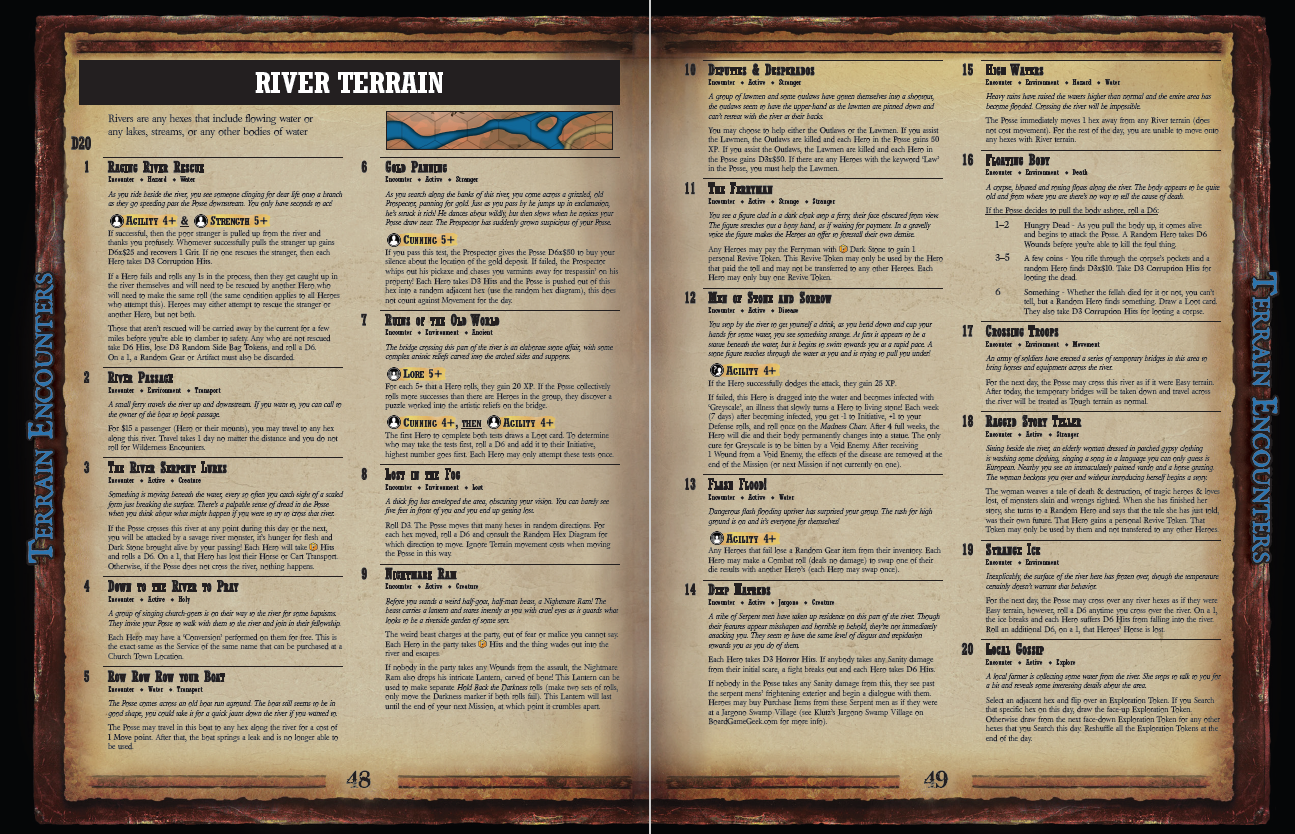 RIVER TERRAIN
Rivers are any hexes that include flowing water or
any lakes, streams, or any other bodies of water
D20
1 RAGING RIVER RESCUE
Encounter • Hazard • Water
As you ride beside the river, you see someone clinging for dear life onto a branch
as they go speeding past the Posse downstream. You only have seconds to act!
AGILITY 4+ & STRENGTH 5+
If successful, then the poor stranger is pulled up from the river and
thanks you profusely. Whomever successfully pulls the stranger up gains
D6x$25 and recovers 1 Grit. If no one rescues the stranger, each
Hero takes D3 Corruption Hits.
If a Hero fails and rolls any 1s in the process, then they get caught up in
the river themselves and will need to be rescued by another Hero who
will need to make the same roll (the same condition applies to all Heroes
who attempt this). Heroes may either attempt to rescue the stranger or
another Hero, but not both.
Those that aren't rescued will be carried away by the current for a few
miles before you're able to clamber to safety. Any who are not rescued
take D6 Hits, lose D3 Random Side Bag Tokens, and roll a D6.
On a 1, a Random Gear or Artifact must also be discarded.
2 RIVER PASSAGE
Encounter • Environment • Transport
A small ferry travels the river up and downstream. If you want to, you can call to
the owner of the boat to book passage.
For $15 a passenger (Hero or their mounts), you may travel to any hex
along this river. Travel takes 1 day no matter the distance and you do not
roll for Wilderness Encounters.
3 THE RIVER SERPENT LURKS
Encounter • Active • Creature
Something is moving beneath the water, every so often you catch sight of a scaled
form just breaking the surface. There's a palpable sense of dread in the Posse
when you think about what might happen if you were to try to cross that river.
If the Posse crosses this river at any point during this day or the next,
you will be attacked by a savage river monster, it's hunger for flesh and
Dark Stone brought alive by your passing! Each Hero will take Hits
and rolls a D6. On a 1, that Hero has lost their Horse or Cart Transport.
Otherwise, if the Posse does not cross the river, nothing happens.
4 DOWN TO THE RIVER TO PRAY
Encounter • Active • Holy
A group of singing church-goers is on their way to the river for some baptisms.
They invite your Posse to walk with them to the river and join in their fellowship.
Each Hero may have a 'Conversion' performed on them for free. This is
the exact same as the Service of the same name that can be purchased at a
Church Town Location.
5 ROW ROW ROW YOUR BOAT
Encounter • Water • Transport
The Posse comes across an old boat run aground. The boat still seems to be in
good shape, you could take it for a quick jaunt down the river if you wanted to.
The Posse may travel in this boat to any hex along the river for a cost of
1 Move point. After that, the boat springs a leak and is no longer able to
be used.
6 GOLD PANNING
Encounter • Active • Stranger
As you search along the banks of this river, you come across a grizzled, old
Prospector, panning for gold. Just as you pass by he jumps up in exclamation,
he's struck it rich! He dances about wildly, but then slows when he notices your
Posse draw near. The Prospector has suddenly grown suspicious of your Posse.
CUNNING 5+
If you pass this test, the Prospector gives the Posse D6x$50 to buy your
silence about the location of the gold deposit. If failed, the Prospector
whips out his pickaxe and chases you varmints away for trespassin' on his
property! Each Hero takes D3 Hits and the Posse is pushed out of this
hex into a random adjacent hex (use the random hex diagram), this does
not count against Movement for the day.
7 RUINS OF THE OLD WORLD
Encounter • Environment • Ancient
The bridge crossing this part of the river is an elaborate stone affair, with some
complex artistic reliefs carved into the arched sides and supports.
LORE 5+
For each 5+ that a Hero rolls, they gain 20 XP. If the Posse collectively
rolls more successes than there are Heroes in the group, they discover a
puzzle worked into the artistic reliefs on the bridge.
CUNNING 4+, THEN AGILITY 4+
The first Hero to complete both tests draws a Loot card. To determine
who may take the tests first, roll a D6 and add it to their Initiative,
highest number goes first. Each Hero may only attempt these tests once.
8 LOST IN THE FOG
Encounter • Environment • Lost
A thick fog has enveloped the area, obscuring your vision. You can barely see
five feet in front of you and you end up getting lost.
Roll D3. The Posse moves that many hexes in random directions. For
each hex moved, roll a D6 and consult the Random Hex Diagram for
which direction to move. Ignore Terrain movement costs when moving
the Posse in this way.
9 NIGHTMARE RAM
Encounter • Active • Creature
Before you stands a weird half-goat, half-man beast, a Nightmare Ram! The
beast carries a lantern and stares inertly at you with cruel eyes as it guards what
looks to be a riverside garden of some sort.
The weird beast charges at the party, out of fear or malice you cannot say.
Each Hero in the party takes Hits and the thing wades out into the
river and escapes.
If nobody in the party takes any Wounds from the assault, the Nightmare
Ram also drops his intricate Lantern, carved of bone! This Lantern can be
used to make separate Hold Back the Darkness rolls (make two sets of rolls,
only move the Darkness marker if both rolls fail). This Lantern will last
until the end of your next Mission, at which point it crumbles apart.
TERRAIN ENCOUNTERS
48
10 DEPUTIES & DESPERADOS
Encounter • Active • Stranger
A group of lawmen and some outlaws have gotten themselves into a shootout,
the outlaws seem to have the upper-hand as the lawmen are pinned down and
can't retreat with the river at their backs.
You may choose to help either the Outlaws or the Lawmen. If you assist
the Lawmen, the Outlaws are killed and each Hero in the Posse gains 50
XP. If you assist the Outlaws, the Lawmen are killed and each Hero in
the Posse gains D3x$50. If there are any Heroes with the keyword 'Law'
in the Posse, you must help the Lawmen.
11 THE FERRYMAN
Encounter • Active • Strange • Stranger
You see a figure clad in a dark cloak atop a ferry, their face obscured from view.
The figure stretches out a bony hand, as if waiting for payment. In a gravelly
voice the figure makes the Heroes an offer to forestall their own demise.
Any Heroes may pay the Ferryman with Dark Stone to gain 1
personal Revive Token. This Revive Token may only be used by the Hero
that paid the toll and may not be transferred to any other Heroes. Each
Hero may only buy one Revive Token.
12 MEN OF STONE AND SORROW
Encounter • Active • Disease
You stop by the river to get yourself a drink, as you bend down and cup your
hands for some water, you see something strange. At first it appears to be a
statue beneath the water, but it is begins to swim towards you at a rapid pace. A
stone figure reaches through the water at you and is trying to pull you under!
AGILITY 4+
If the Hero successfully dodges the attack, they gain 25 XP.
If failed, this Hero is dragged into the water and becomes infected with
'Greyscale', an illness that slowly turns a Hero to living stone! Each week
(7 days) after becoming infected, you get -1 to Initiative, +1 to your
Defense rolls, and roll once on the Madness Chart. After 4 full weeks, the
Hero will die and their body permanently changes into a statue. The only
cure for Greyscale is to be bitten by a Void Enemy. After receiving
1 Wound from a Void Enemy, the effects of the disease are removed at the
end of the Mission (or next Mission if not currently on one).
13 FLASH FLOOD!
Encounter • Active • Water
Dangerous flash flooding upriver has surprised your group. The rush for high
ground is on and it's everyone for themselves!
AGILITY 4+
Any Heroes that fail lose a Random Gear item from their inventory. Each
Hero may make a Combat roll (deals no damage) to swap one of their
die results with another Hero's (each Hero may swap once).
14 DEEP HATREDS
Encounter • Active • Jargono • Creature
A tribe of Serpent men have taken up residence on this part of the river. Though
their features appear misshapen and horrible to behold, they're not immediately
attacking you. They seem to have the same level of disgust and trepidation
towards you as you do of them.
Each Hero takes D3 Horror Hits. If anybody takes any Sanity damage
from their initial scare, a fight breaks out and each Hero takes D6 Hits.
If nobody in the Posse takes any Sanity damage from this, they see past
the serpent mens' frightening exterior and begin a dialogue with them.
Heroes may Purchase Items from these Serpent men as if they were
at a Jargono Swamp Village (see Klutt's Jargono Swamp Village on
BoardGameGeek.com for more info).
15 HIGH WATERS
Encounter • Environment • Hazard • Water
Heavy rains have raised the waters higher than normal and the entire area has
become flooded. Crossing the river will be impossible.
The Posse immediately moves 1 hex away from any River terrain (does
not cost movement). For the rest of the day, you are unable to move onto
any hexes with River terrain.
16 FLOATING BODY
Encounter • Environment • Death
A corpse, bloated and rotting floats along the river. The body appears to be quite
old and from where you are there's no way to tell the cause of death.
If the Posse decides to pull the body ashore, roll a D6:
1–2 Hungry Dead - As you pull the body up, it comes alive
and begins to attack the Posse. A Random Hero takes D6
Wounds before you're able to kill the foul thing.
3–5 A few coins - You rifle through the corpse's pockets and a
random Hero finds D3x$10. Take D3 Corruption Hits for
looting the dead.
6 Something - Whether the fellah died for it or not, you can't
tell, but a Random Hero finds something. Draw a Loot card.
They also take D3 Corruption Hits for looting a corpse.
17 CROSSING TROOPS
Encounter • Environment • Movement
An army of soldiers have erected a series of temporary bridges in this area to
bring horses and equipment across the river.
For the next day, the Posse may cross this river as if it were Easy terrain.
After today, the temporary bridges will be taken down and travel across
the river will be treated as Tough terrain as normal.
18 RAGGED STORY TELLER
Encounter • Active • Stranger
Sitting beside the river, an elderly woman dressed in patched gypsy clothing
is washing some clothing, singing a song in a language you can only guess is
European. Nearby you see an immaculately painted vardo and a horse grazing.
The woman beckons you over and without introducing herself begins a story.
The woman weaves a tale of death & destruction, of tragic heroes & loves
lost, of monsters slain and wrongs righted. When she has finished her
story, she turns to a Random Hero and says that the tale she has just told,
was their own future. That Hero gains a personal Revive Token. That
Token may only be used by them and not transferred to any other Heroes.
19 STRANGE ICE
Encounter • Environment
Inexplicably, the surface of the river here has frozen over, though the temperature
certainly doesn't warrant that behavior.
For the next day, the Posse may cross over any river hexes as if they were
Easy terrain, however, roll a D6 anytime you cross over the river. On a 1,
the ice breaks and each Hero suffers D6 Hits from falling into the river.
Roll an additional D6, on a 1, that Heroes' Horse is lost.
20 LOCAL GOSSIP
Encounter • Active • Explore
A local farmer is collecting some water from the river. She stops to talk to you for
a bit and reveals some interesting details about the area.
Select an adjacent hex and flip over an Exploration Token. If you Search
that specific hex on this day, draw the face-up Exploration Token.
Otherwise draw from the next face-down Exploration Token for any other
hexes that you Search this day. Reshuffle all the Exploration Tokens at the
end of the day.
TERRAIN ENCOUNTERS
49